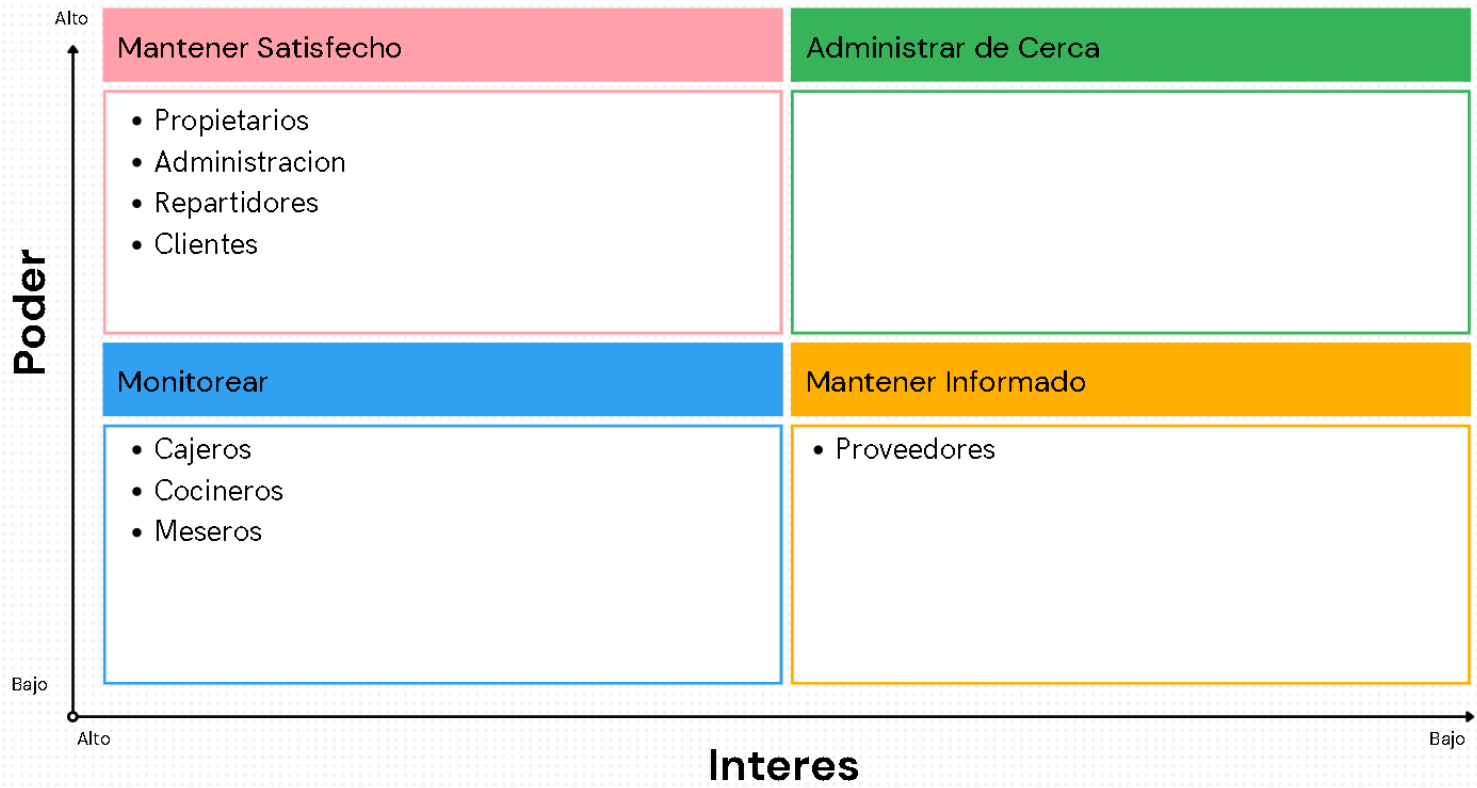 Alto
Mantener Satisfecho
Administrar de Cerca
• Propietarios
• Administracion
• Repartidores
• Clientes
Poder
Monitorear
Mantener Informado
• Cajeros
• Cocineros
• Meseros
• Proveedores
Bajo
Alto
Bajo
Interes